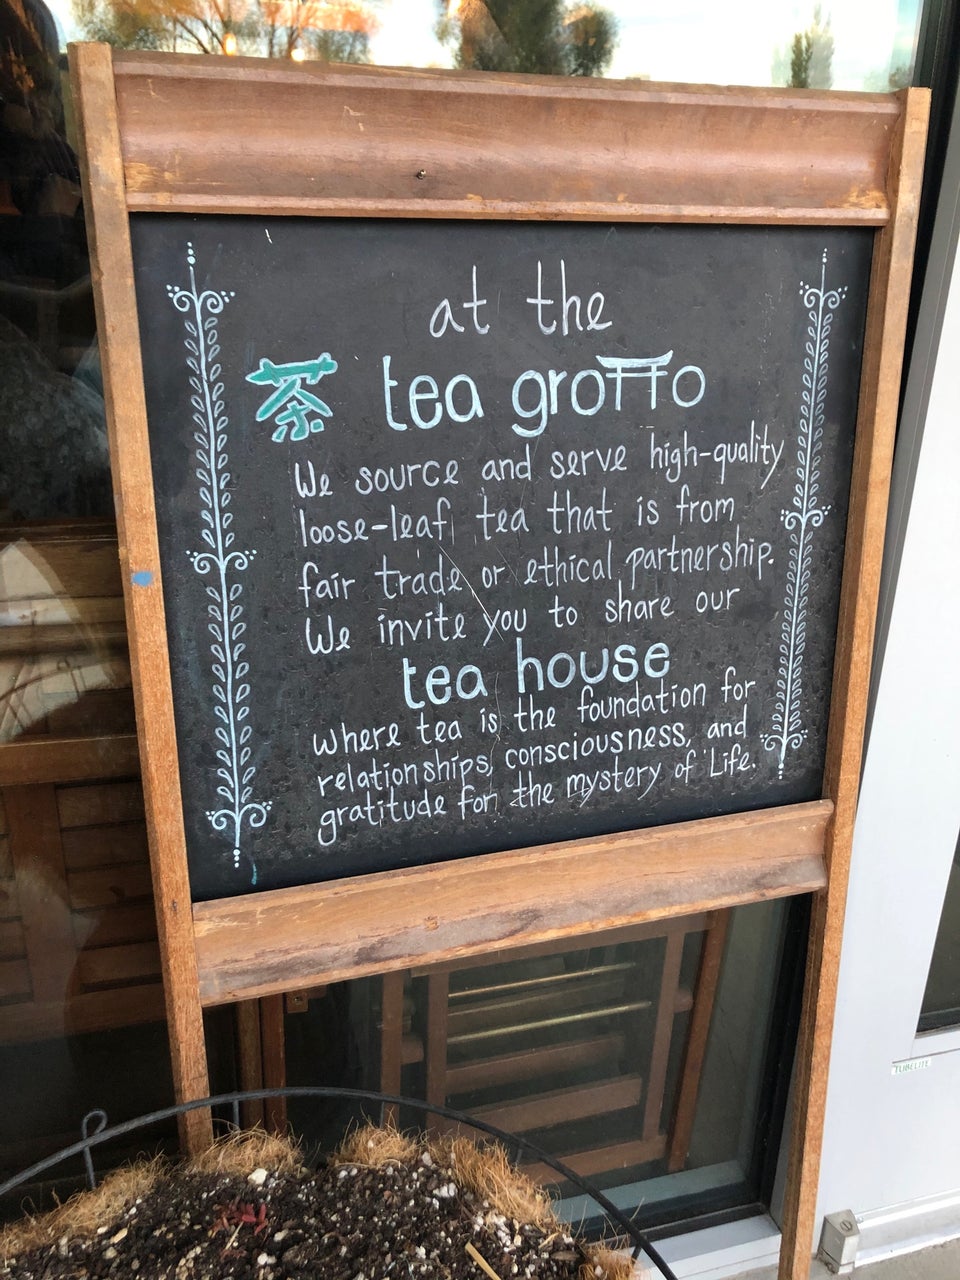 at the
茶 tea grotto
We source and serve high-quality
loose-leaf tea that is from
fair trade or ethical partnership.
We invite you to share our
tea house
where tea is the foundation for
relationships, consciousness, and
gratitude for the mystery of Life.
TUBELITE